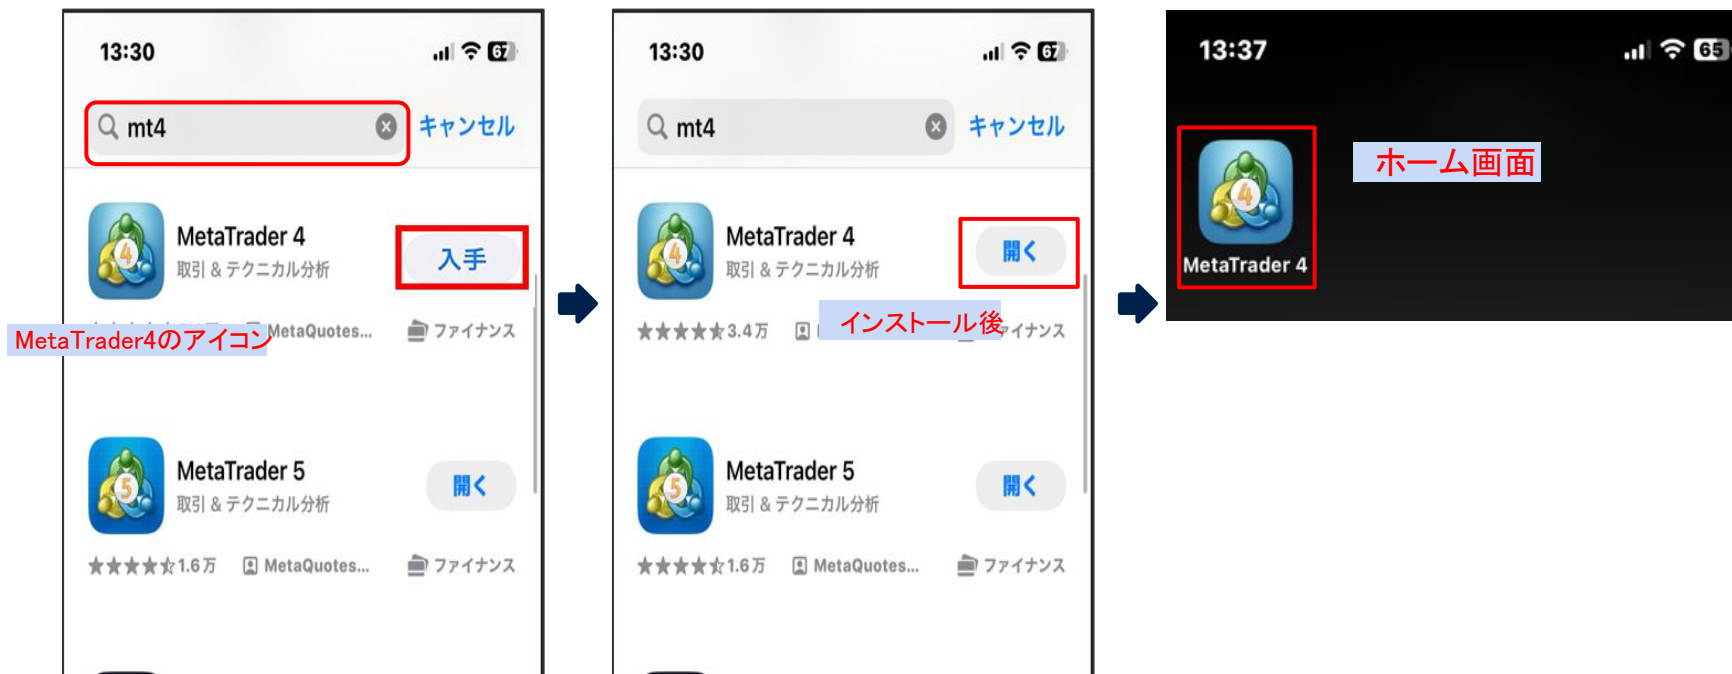 13:30
67
mt4
キャンセル
MetaTrader 4
取引 & テクニカル分析
入手
MetaTrader4のアイコン
MetaQuotes...
ファイナンス
MetaTrader 5
取引 & テクニカル分析
開く
1.6万
MetaQuotes...
ファイナンス
13:30
67
mt4
キャンセル
MetaTrader 4
取引 & テクニカル分析
開く
3.4万
インストール後
ァイナンス
MetaTrader 5
取引 & テクニカル分析
開く
1.6万
MetaQuotes...
ファイナンス
13:37
65
ホーム画面
4
MetaTrader 4